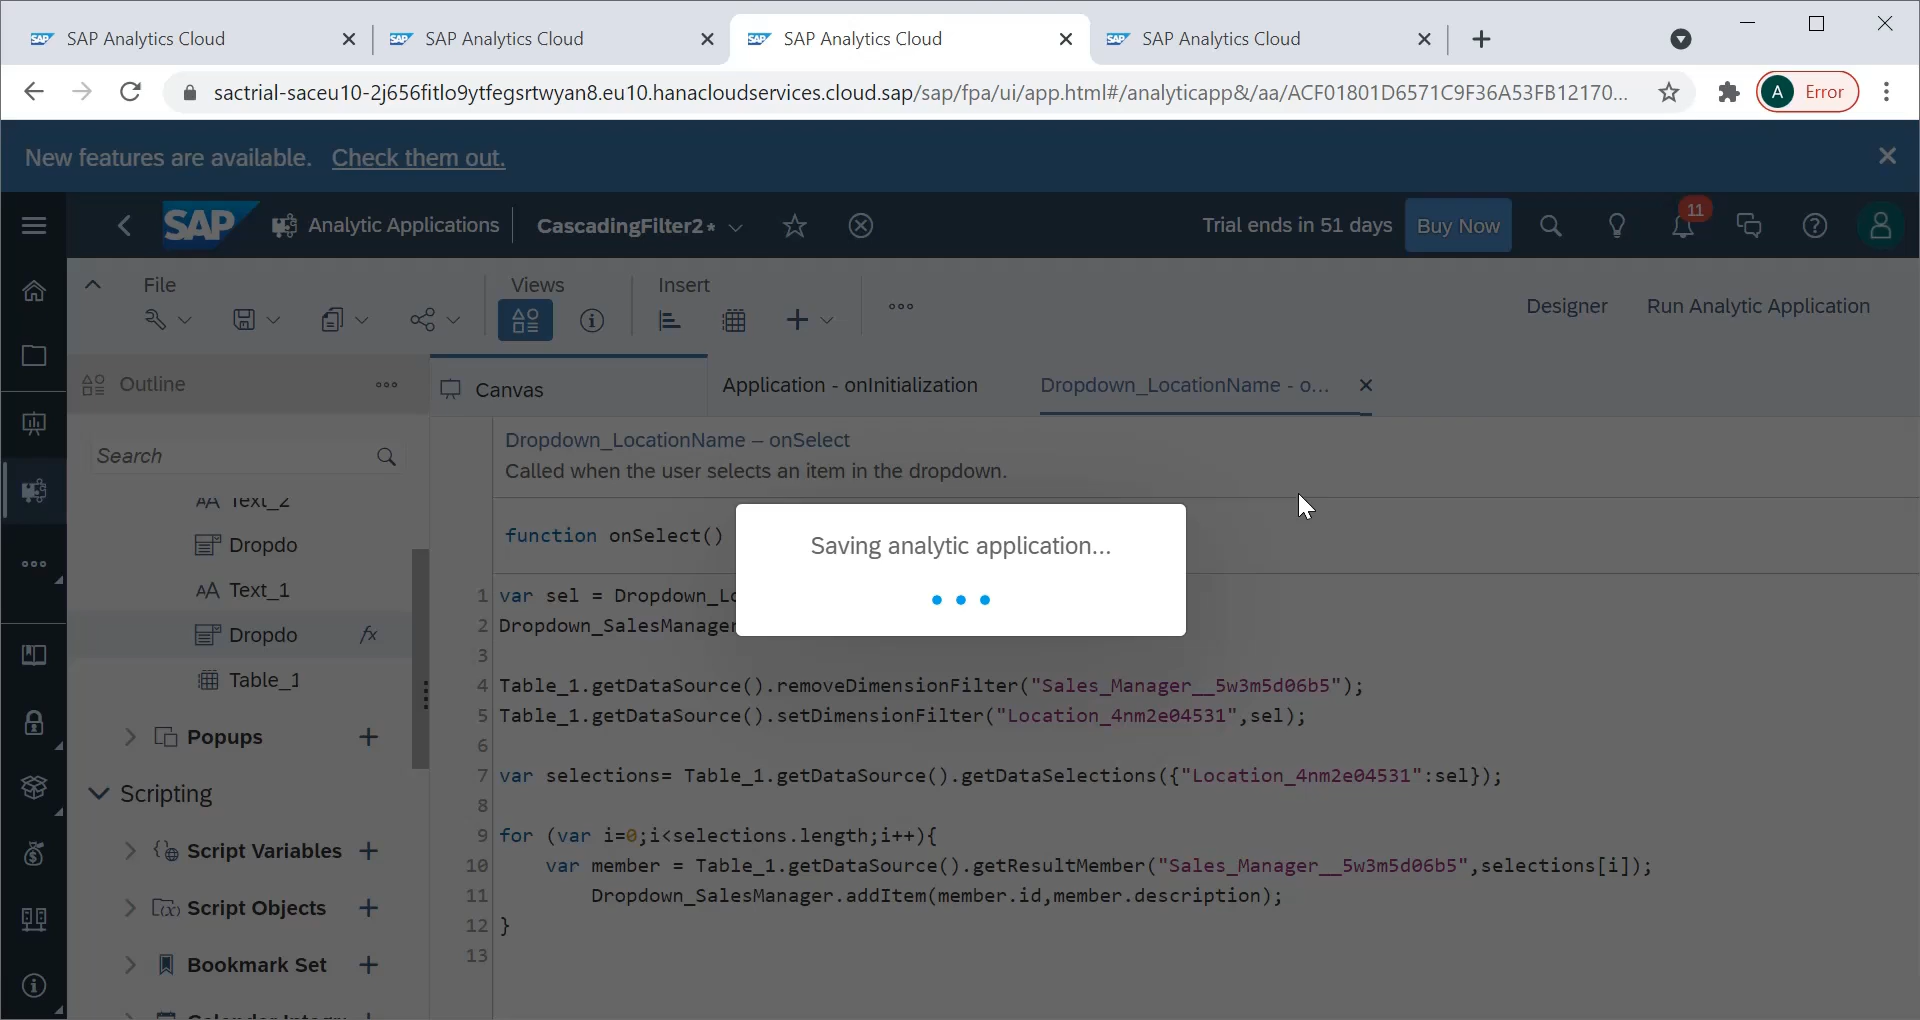 SAP Analytics Cloud
SAP Analytics Cloud
SAP Analytics Cloud
SAP Analytics Cloud
sactrial-saceu10-2j656fitlo9ytfegsrtwyan8.eu10.hanacloudservices.cloud.sap/sap/fpa/ui/app.html#/analyticapp&/aa/ACF01801D6571C9F36A53FB12170...
A Error
New features are available. Check them out.
SAP Analytic Applications CascadingFilter2* Trial ends in 51 days Buy Now 11
File Views Insert
Designer Run Analytic Application
Outline
Canvas
Application - onInitialization
Dropdown_LocationName - o...
Search
Dropdown_LocationName – onSelect
Called when the user selects an item in the dropdown.
Text_2
Dropdo
Text_1
Dropdo fx
Table_1
Popups
Scripting
Script Variables
Script Objects
Bookmark Set
function onSelect()
Saving analytic application...
1 var sel = Dropdown_Lo
2 Dropdown_SalesManager
3
4 Table_1.getDataSource().removeDimensionFilter("Sales_Manager__5w3m5d06b5");
5 Table_1.getDataSource().setDimensionFilter("Location_4nm2e04531",sel);
6
7 var selections= Table_1.getDataSource().getDataSelections({"Location_4nm2e04531":sel});
8
9 for (var i=0;i<selections.length;i++){
10 var member = Table_1.getDataSource().getResultMember("Sales_Manager__5w3m5d06b5",selections[i]);
11 Dropdown_SalesManager.addItem(member.id,member.description);
12 }
13